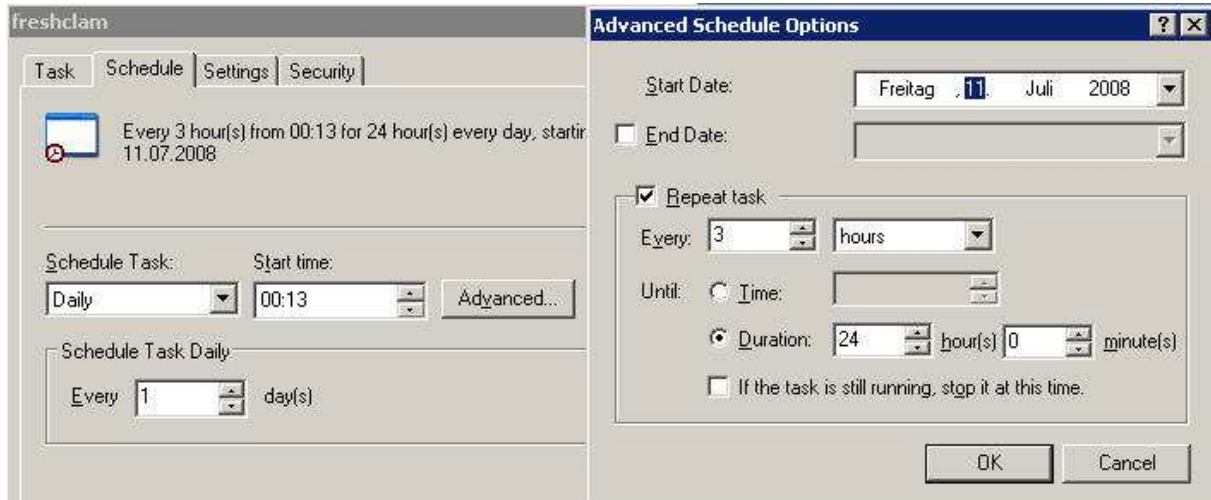 freshclam
Task Schedule Settings Security
Every 3 hour(s) from 00:13 for 24 hour(s) every day, startin
11.07.2008
Schedule Task: Start time:
Daily 00:13 Advanced...
Schedule Task Daily
Every 1 day(s)
Advanced Schedule Options
Start Date: Freitag , 11. Juli 2008
End Date:
Repeat task
Every: 3 hours
Until: Time:
Duration: 24 hour(s) 0 minute(s)
If the task is still running, stop it at this time.
OK Cancel